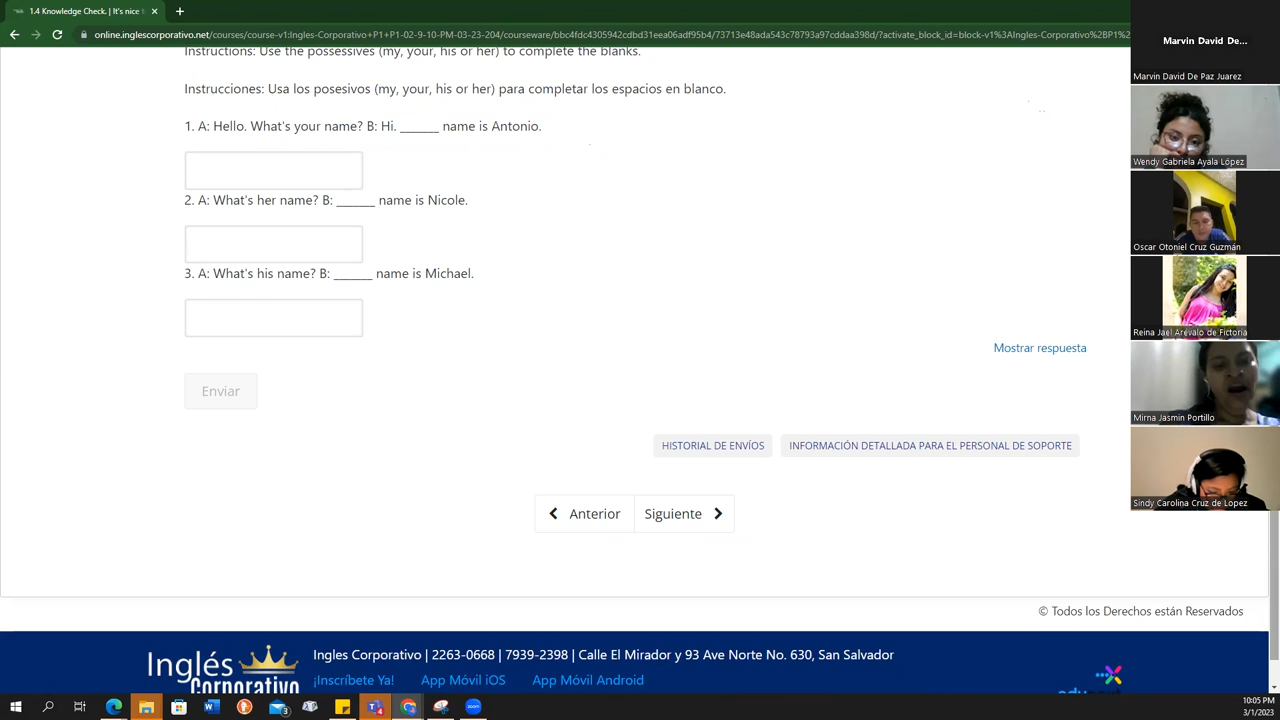 1.4 Knowledge Check. | It's nice t
online.inglescorporativo.net/courses/course-v1:Ingles-Corporativo+P1+P1-02-9-10-PM-03-23-204/courseware/bbc4fdc4305942cdbd31eea06adf95b4/73713e48ada543c78793a97cddaa398d/?activate_block_id=block-v1%3AIngles-Corporativo%2BP1%2
Instructions: Use the possessives (my, your, his or her) to complete the blanks.
Instrucciones: Usa los posesivos (my, your, his or her) para completar los espacios en blanco.
1. A: Hello. What's your name? B: Hi. ______ name is Antonio.
2. A: What's her name? B: ______ name is Nicole.
3. A: What's his name? B: ______ name is Michael.
Mostrar respuesta
Enviar
HISTORIAL DE ENVÍOS
INFORMACIÓN DETALLADA PARA EL PERSONAL DE SOPORTE
Anterior
Siguiente
© Todos los Derechos están Reservados
Inglés
Corporativo
Ingles Corporativo | 2263-0668 | 7939-2398 | Calle El Mirador y 93 Ave Norte No. 630, San Salvador
¡Inscríbete Ya! App Móvil iOS App Móvil Android
Marvin David De...
Marvin David De Paz Juarez
Wendy Gabriela Ayala López
Oscar Otoniel Cruz Guzmán
Reina Jael Arévalo de Fictoria
Mirna Jasmin Portillo
Sindy Carolina Cruz de Lopez
10:05 PM
3/1/2023